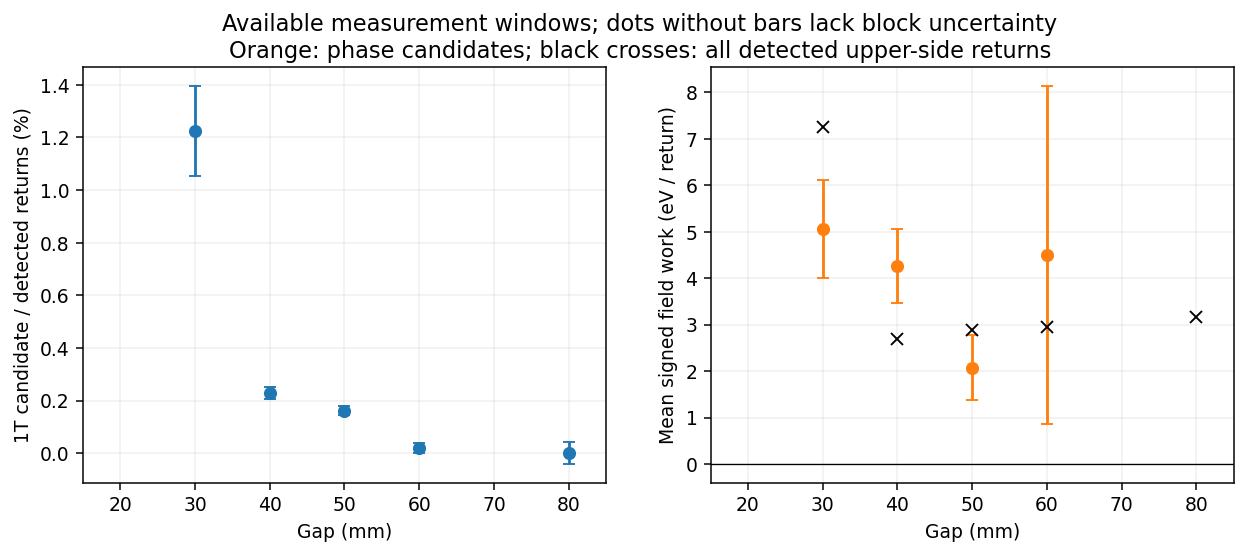 Available measurement windows; dots without bars lack block uncertainty
Orange: phase candidates; black crosses: all detected upper-side returns
1T candidate / detected returns (%)
1.4
1.2
1.0
0.8
0.6
0.4
0.2
0.0
20 30 40 50 60 70 80
Gap (mm)
Mean signed field work (eV / return)
8
7
6
5
4
3
2
1
0
20 30 40 50 60 70 80
Gap (mm)